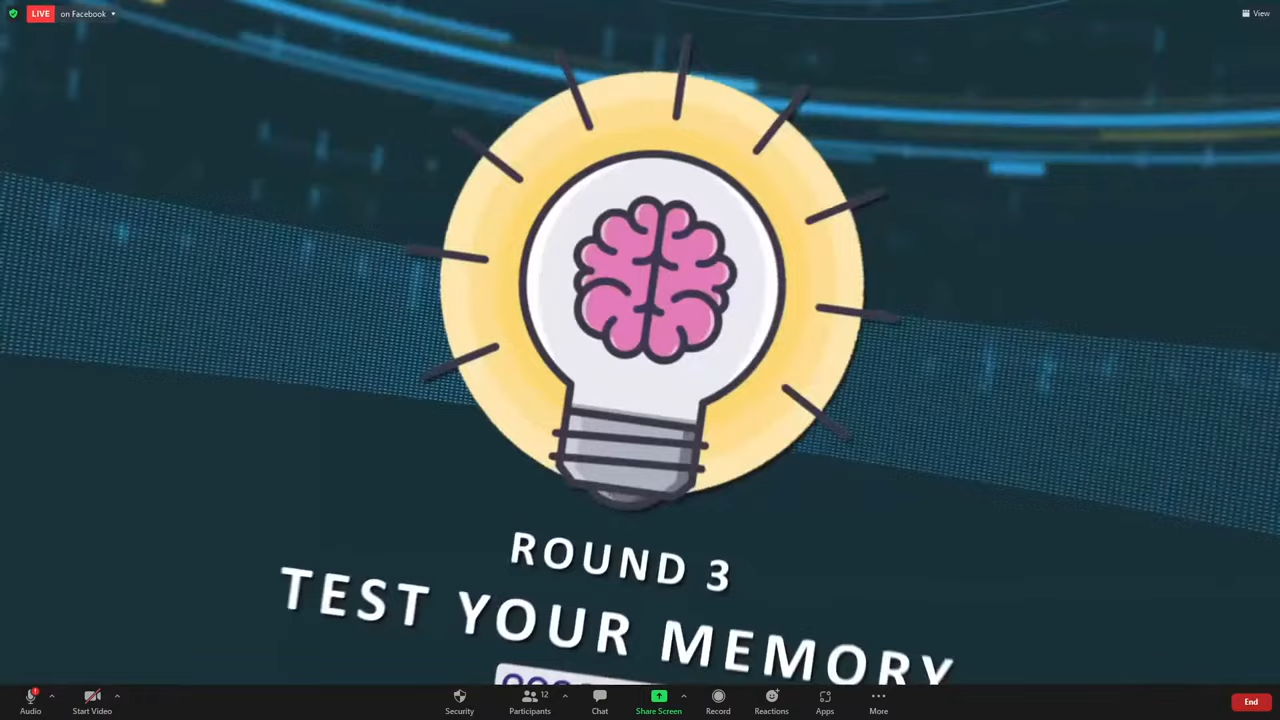 LIVE on Facebook
View
ROUND 3
TEST YOUR MEMORY
12
Audio
Start Video
Security
Participants
Chat
Share Screen
Record
Reactions
Apps
More
End